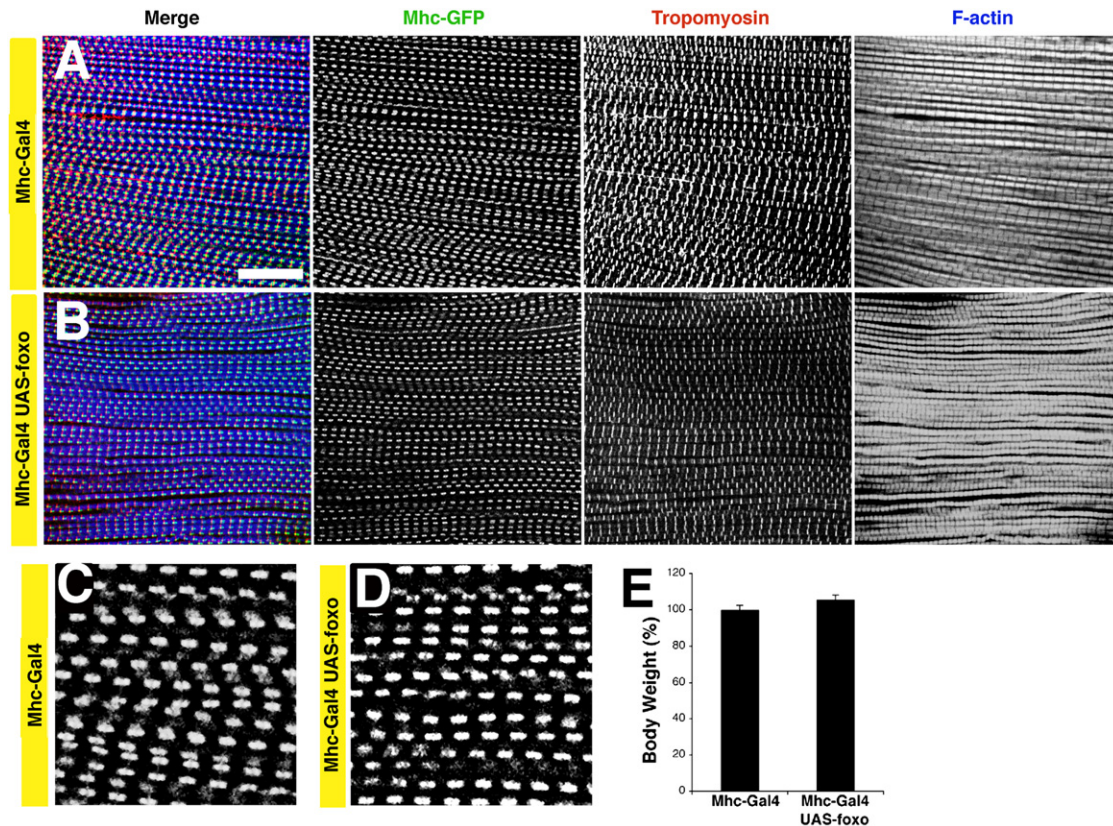 Merge
Mhc-GFP
Tropomyosin
F-actin
Mhc-Gal4
A
Mhc-Gal4 UAS-foxo
B
Mhc-Gal4
C
Mhc-Gal4 UAS-foxo
D
E
Body Weight (%)
120
100
80
60
40
20
0
Mhc-Gal4
Mhc-Gal4
UAS-foxo